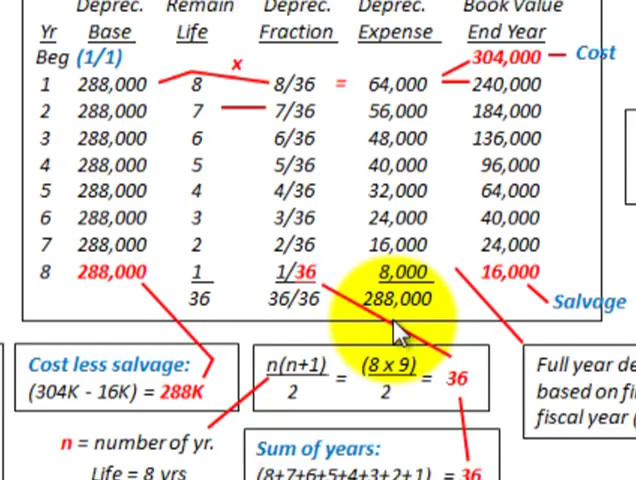 Deprec. Remain Deprec. Deprec. Book Value
Yr Base Life Fraction Expense End Year
Beg (1/1) 304,000 Cost
x
1 288,000 8 8/36 = 64,000 240,000
2 288,000 7 7/36 56,000 184,000
3 288,000 6 6/36 48,000 136,000
4 288,000 5 5/36 40,000 96,000
5 288,000 4 4/36 32,000 64,000
6 288,000 3 3/36 24,000 40,000
7 288,000 2 2/36 16,000 24,000
8 288,000 1 1/36 8,000 16,000
36 36/36 288,000 Salvage
Cost less salvage:
(304K - 16K) = 288K
n(n+1) = (8 x 9) = 36
2 2
Full year de
based on fi
fiscal year (
n = number of yr.
Life = 8 yrs
Sum of years:
(8+7+6+5+4+3+2+1) = 36